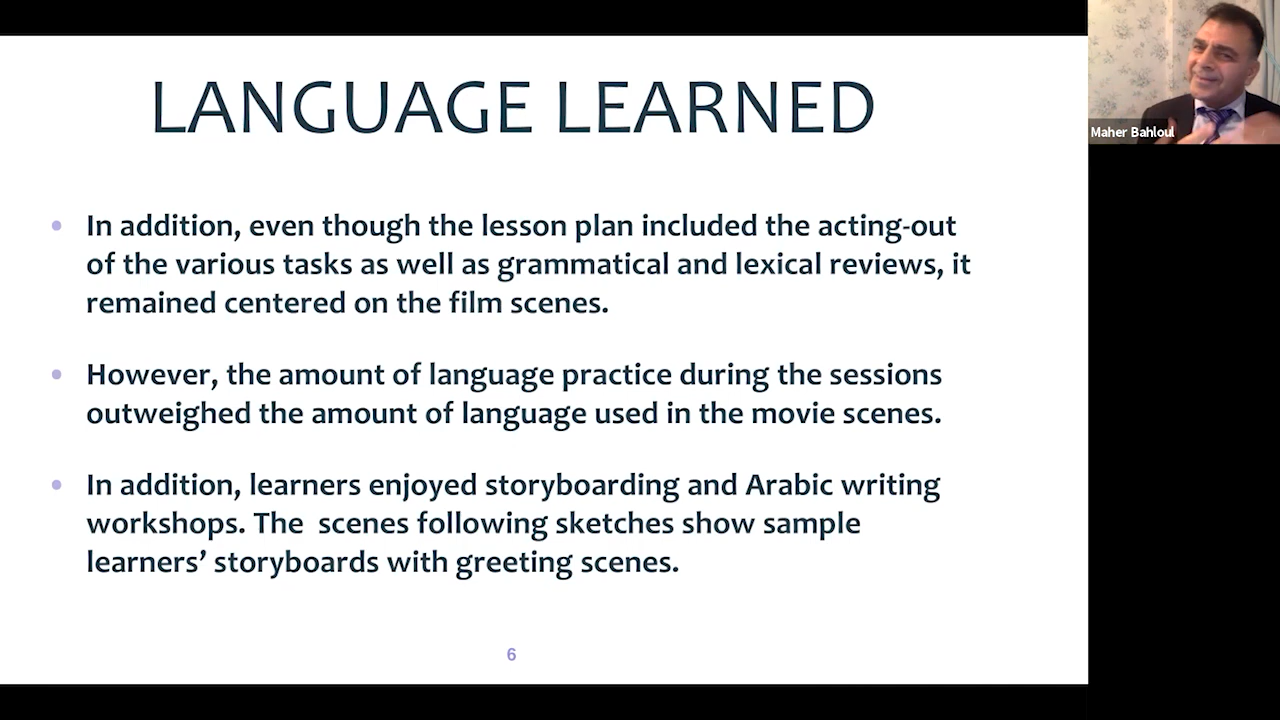 LANGUAGE LEARNED
In addition, even though the lesson plan included the acting-out
of the various tasks as well as grammatical and lexical reviews, it
remained centered on the film scenes.
However, the amount of language practice during the sessions
outweighed the amount of language used in the movie scenes.
In addition, learners enjoyed storyboarding and Arabic writing
workshops. The  scenes following sketches show sample
learners’ storyboards with greeting scenes.
6
Maher Bahloul